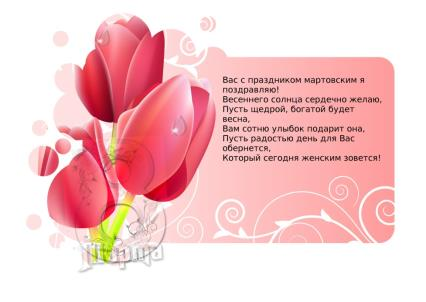 Вас с праздником мартовским я
поздравляю!
Весеннего солнца сердечно желаю,
Пусть щедрой, богатой будет
весна,
Вам сотню улыбок подарит она,
Пусть радостью день для Вас
обернется,
Который сегодня женским зовется!
Марта